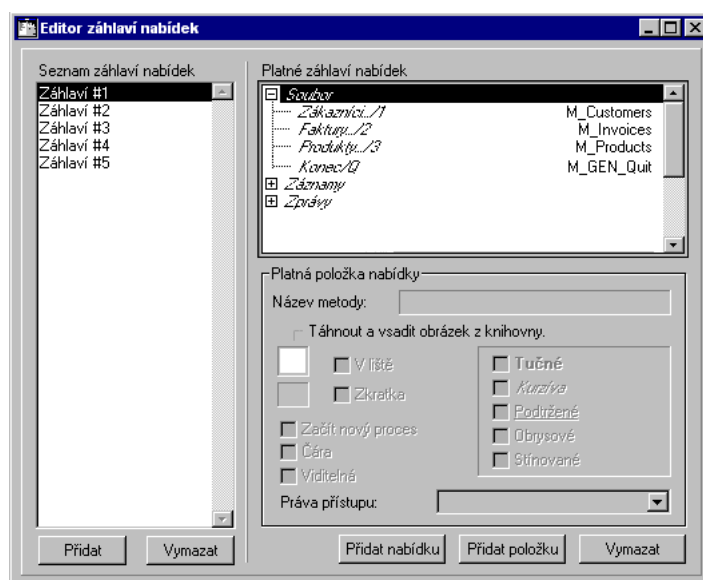 Editor záhlaví nabídek
Seznam záhlaví nabídek
Záhlaví #1
Záhlaví #2
Záhlaví #3
Záhlaví #4
Záhlaví #5
Přidat
Vymazat
Platné záhlaví nabídek
Soubor
Zákazníci../1 M_Customers
Faktury../2 M_Invoices
Produkty../3 M_Products
Konec/Q M_GEN_Quit
Záznamy
Zprávy
Platná položka nabídky
Název metody:
Táhnout a vsadit obrázek z knihovny.
V liště
Zkratka
Začít nový proces
Čára
Viditelná
Tučné
Kurzíva
Podtržené
Obrysové
Stínované
Práva přístupu:
Přidat nabídku
Přidat položku
Vymazat